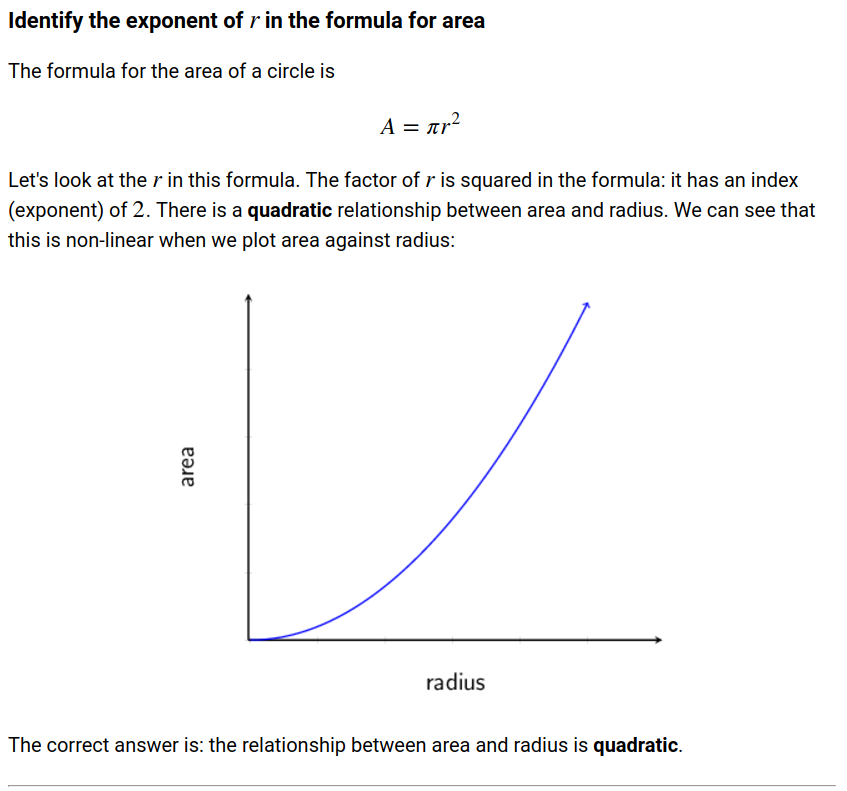 Identify the exponent of r in the formula for area
The formula for the area of a circle is
A = πr²
Let's look at the r in this formula. The factor of r is squared in the formula: it has an index
(exponent) of 2. There is a quadratic relationship between area and radius. We can see that
this is non-linear when we plot area against radius:
area
radius
The correct answer is: the relationship between area and radius is quadratic.